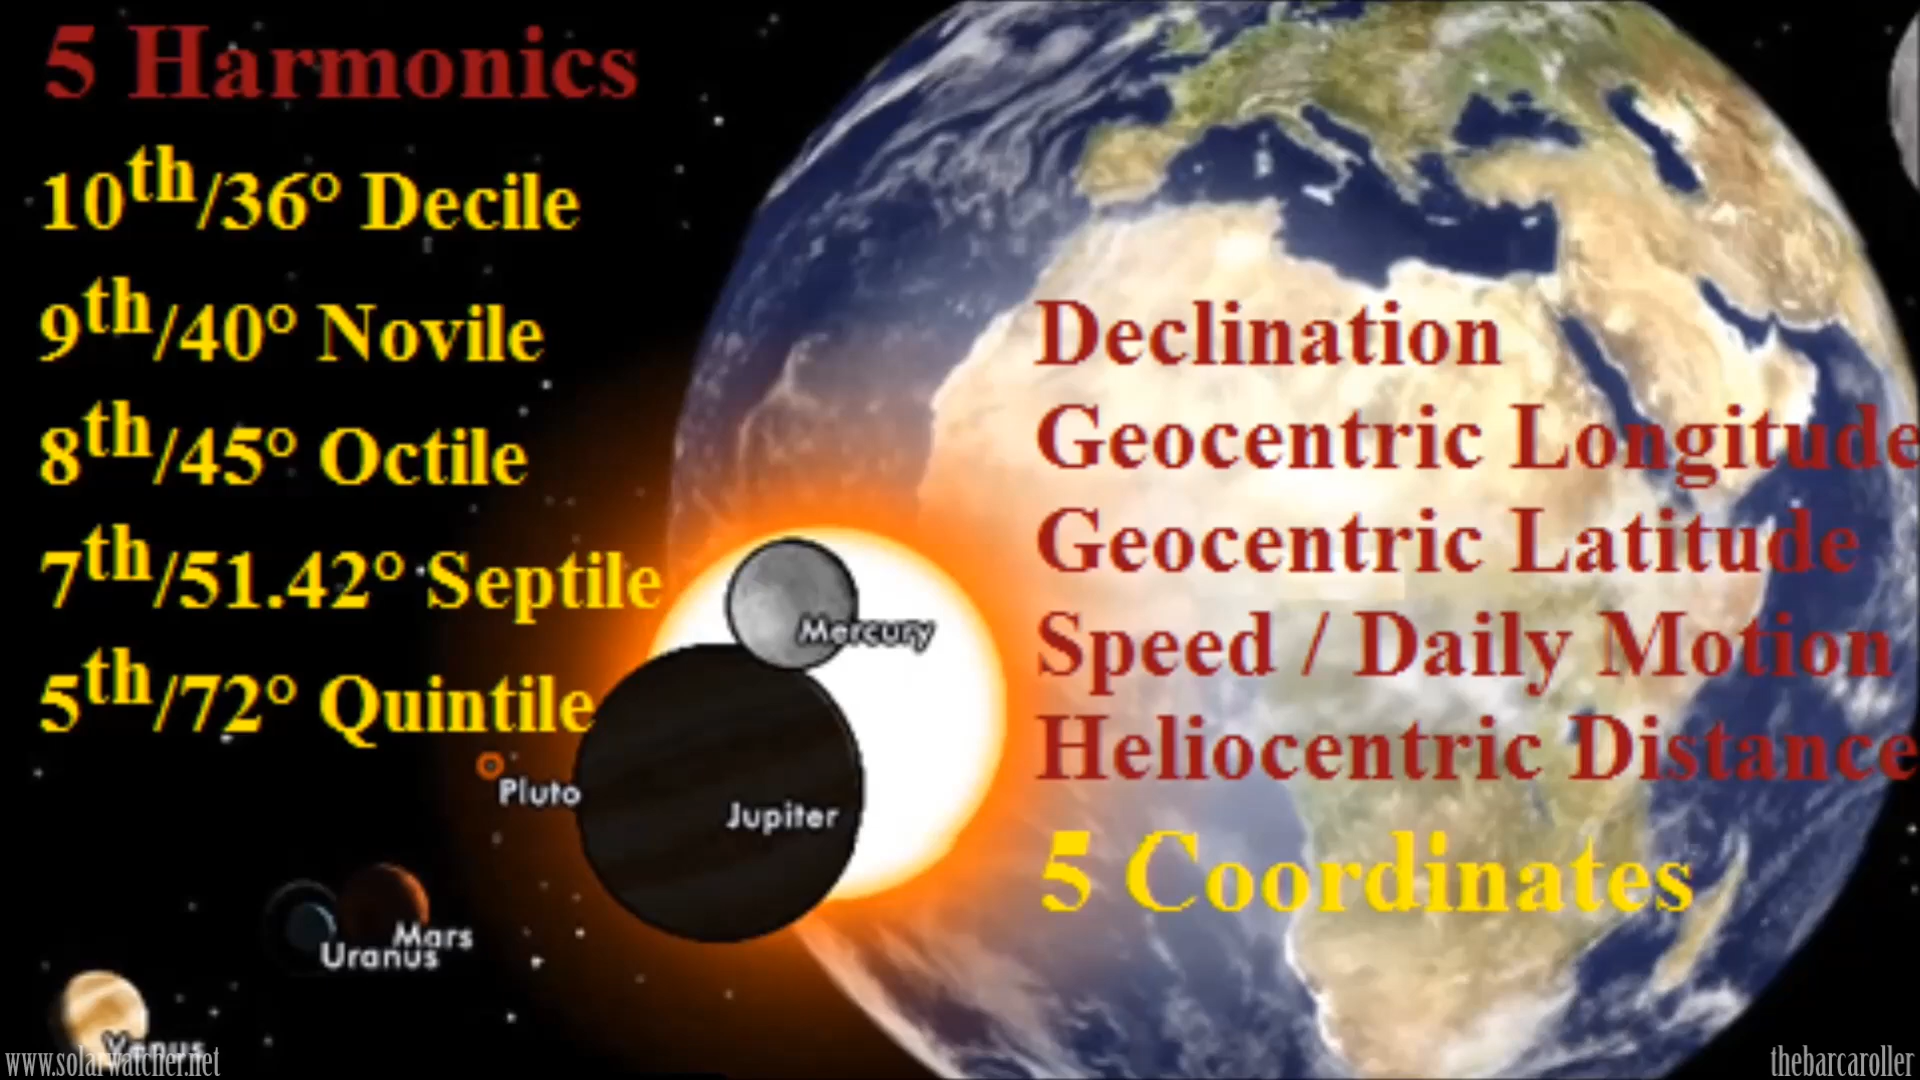 5 Harmonics
10th/36° Decile
9th/40° Novile
8th/45° Octile
7th/51.42° Septile
5th/72° Quintile
Declination
Geocentric Longitude
Geocentric Latitude
Speed / Daily Motion
Heliocentric Distance
5 Coordinates
Mercury
Pluto
Jupiter
Mars
Uranus
Venus
www.solarwatcher.net
thebarcaroller